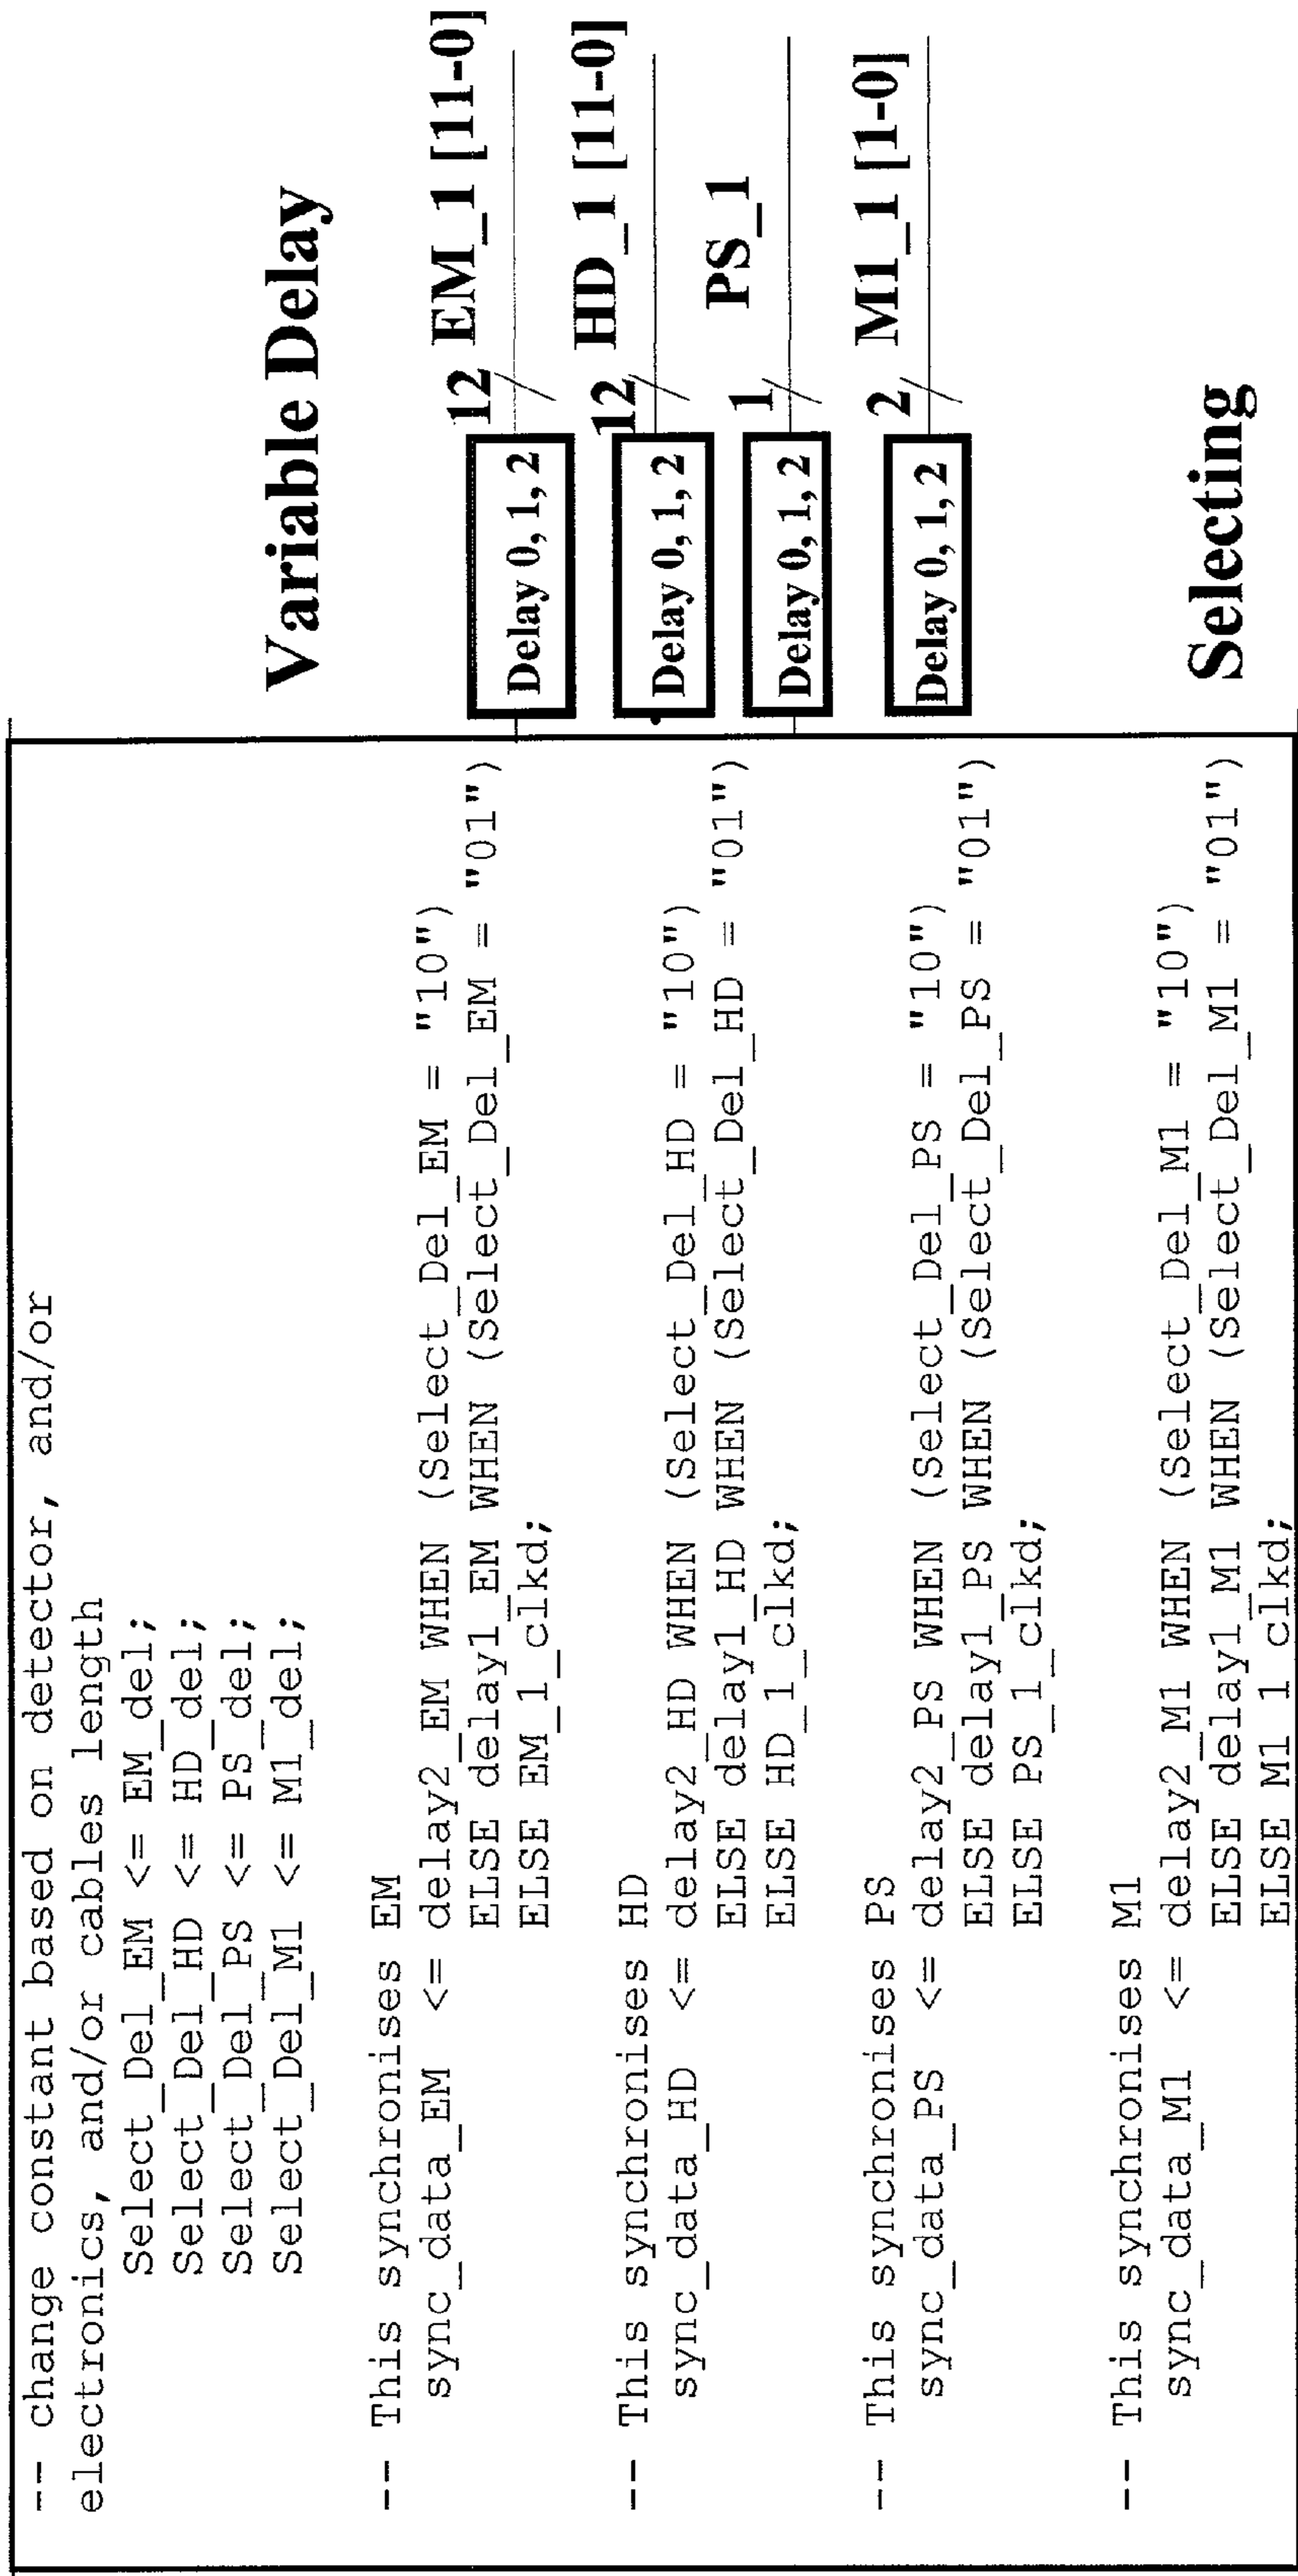 -- change constant based on detector, and/or
electronics, and/or cables length
Select_Del_EM <= EM_del;
Select_Del_HD <= HD_del;
Select_Del_PS <= PS_del;
Select_Del_M1 <= M1_del;
-- This synchronises EM
sync_data_EM <= delay2_EM WHEN (Select_Del_EM = "10")
ELSE delay1_EM WHEN (Select_Del_EM = "01")
ELSE EM_1_clkd;
-- This synchronises HD
sync_data_HD <= delay2_HD WHEN (Select_Del_HD = "10")
ELSE delay1_HD WHEN (Select_Del_HD = "01")
ELSE HD_1_clkd;
-- This synchronises PS
sync_data_PS <= delay2_PS WHEN (Select_Del_PS = "10")
ELSE delay1_PS WHEN (Select_Del_PS = "01")
ELSE PS_1_clkd;
-- This synchronises M1
sync_data_M1 <= delay2_M1 WHEN (Select_Del_M1 = "10")
ELSE delay1_M1 WHEN (Select_Del_M1 = "01")
ELSE M1 1 clkd;
Variable Delay
12 EM_1 [11-0]
Delay 0, 1, 2
12 HD_1 [11-0]
Delay 0, 1, 2
1 PS_1
Delay 0, 1, 2
2 M1_1 [1-0]
Delay 0, 1, 2
Selecting